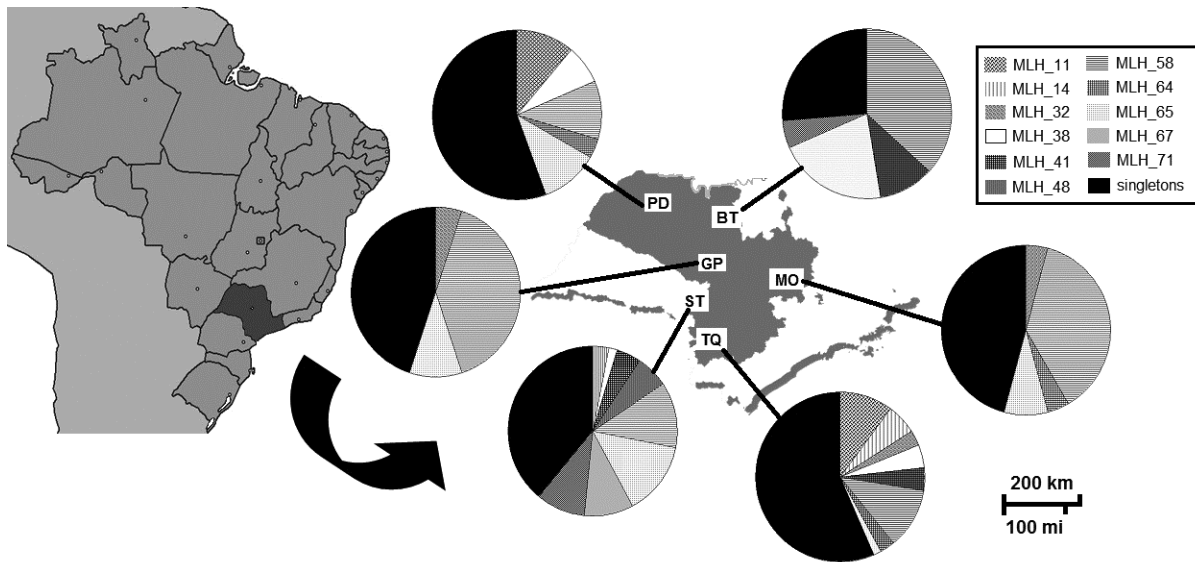 MLH_11
MLH_14
MLH_32
MLH_38
MLH_41
MLH_48
MLH_58
MLH_64
MLH_65
MLH_67
MLH_71
singletons
PD
BT
GP
MO
ST
TQ
200 km
100 mi